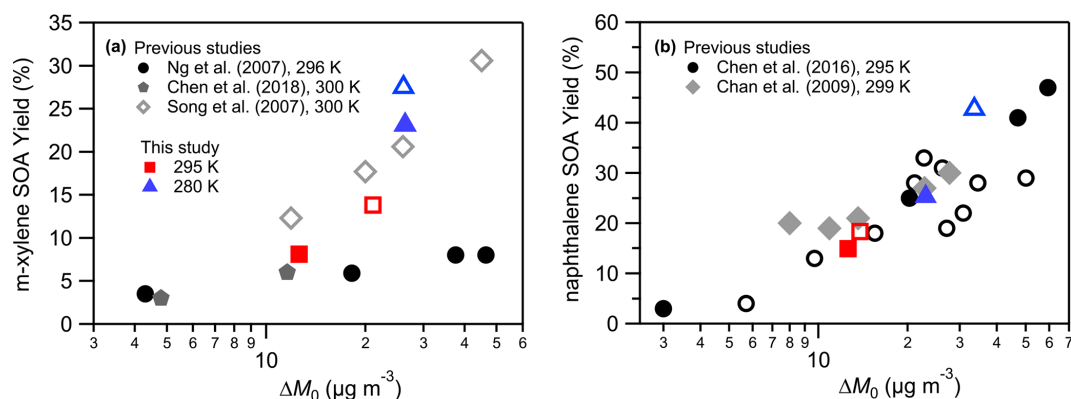 (a) Previous studies
Ng et al. (2007), 296 K
Chen et al. (2018), 300 K
Song et al. (2007), 300 K
This study
295 K
280 K
m-xylene SOA Yield (%)
35
30
25
20
15
10
5
0
3 4 5 6 7 8 9 10 2 3 4 5 6
ΔM₀ (µg m⁻³)
(b) Previous studies
Chen et al. (2016), 295 K
Chan et al. (2009), 299 K
naphthalene SOA Yield (%)
60
50
40
30
20
10
0
3 4 5 6 7 8 9 10 2 3 4 5 6 7
ΔM₀ (µg m⁻³)